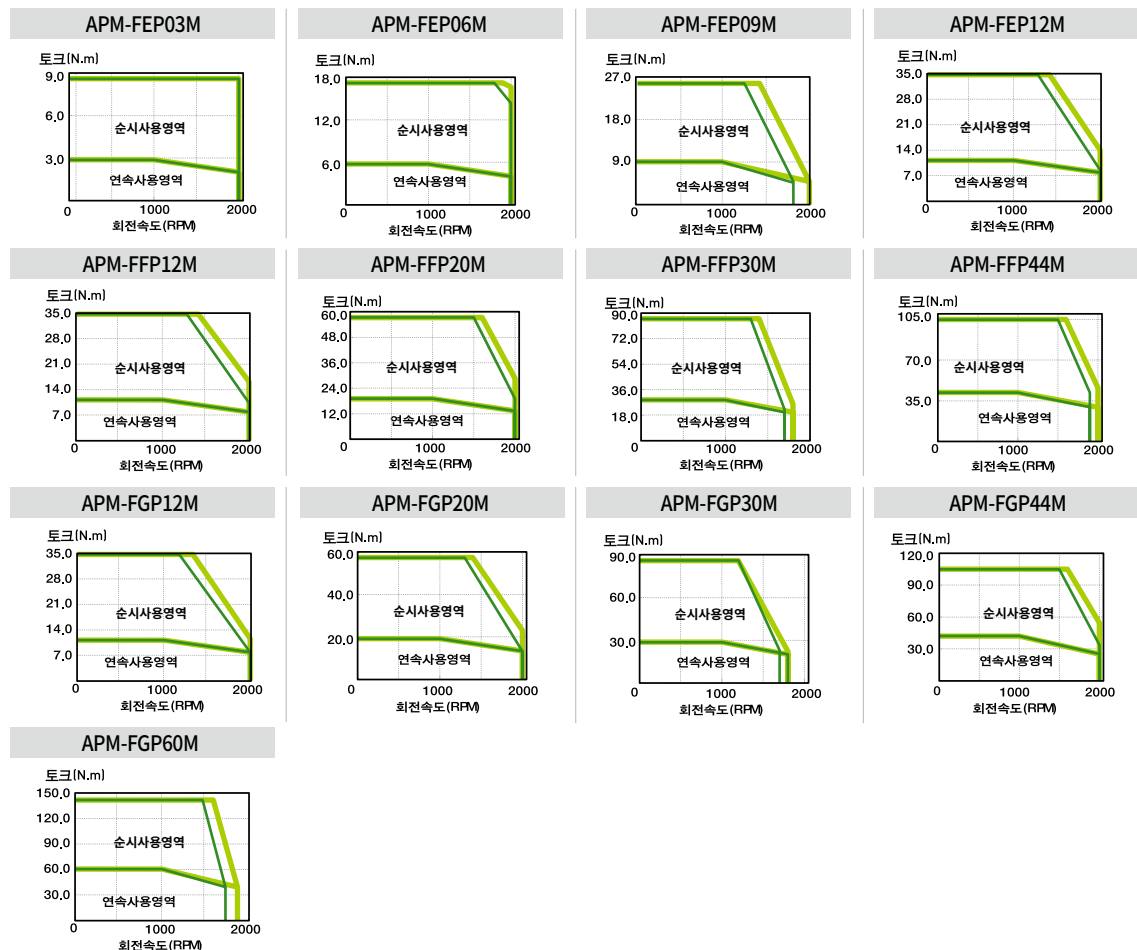 APM-FEP03M
토크(N.m)
9.0
6.0
3.0
순시사용영역
연속사용영역
0 1000 2000
회전속도(RPM)
APM-FEP06M
토크(N.m)
18.0
12.0
6.0
순시사용영역
연속사용영역
0 1000 2000
회전속도(RPM)
APM-FEP09M
토크(N.m)
27.0
18.0
9.0
순시사용영역
연속사용영역
0 1000 2000
회전속도(RPM)
APM-FEP12M
토크(N.m)
35.0
28.0
21.0
14.0
7.0
순시사용영역
연속사용영역
0 1000 2000
회전속도(RPM)
APM-FFP12M
토크(N.m)
35.0
28.0
21.0
14.0
7.0
순시사용영역
연속사용영역
0 1000 2000
회전속도(RPM)
APM-FFP20M
토크(N.m)
60.0
48.0
36.0
24.0
12.0
순시사용영역
연속사용영역
0 1000 2000
회전속도(RPM)
APM-FFP30M
토크(N.m)
90.0
72.0
54.0
36.0
18.0
순시사용영역
연속사용영역
0 1000 2000
회전속도(RPM)
APM-FFP44M
토크(N.m)
105.0
70.0
35.0
순시사용영역
연속사용영역
0 1000 2000
회전속도(RPM)
APM-FGP12M
토크(N.m)
35.0
28.0
21.0
14.0
7.0
순시사용영역
연속사용영역
0 1000 2000
회전속도(RPM)
APM-FGP20M
토크(N.m)
60.0
40.0
20.0
순시사용영역
연속사용영역
0 1000 2000
회전속도(RPM)
APM-FGP30M
토크(N.m)
90.0
60.0
30.0
순시사용영역
연속사용영역
0 1000 2000
회전속도(RPM)
APM-FGP44M
토크(N.m)
120.0
90.0
60.0
30.0
순시사용영역
연속사용영역
0 1000 2000
회전속도(RPM)
APM-FGP60M
토크(N.m)
150.0
120.0
90.0
60.0
30.0
순시사용영역
연속사용영역
0 1000 2000
회전속도(RPM)